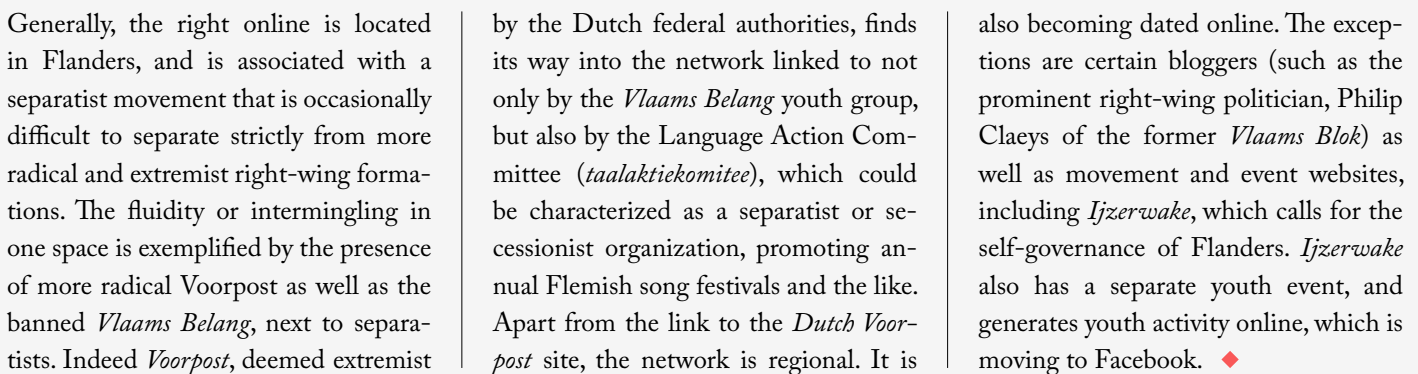 Generally, the right online is located
in Flanders, and is associated with a
separatist movement that is occasionally
difficult to separate strictly from more
radical and extremist right-wing forma-
tions. The fluidity or intermingling in
one space is exemplified by the presence
of more radical Voorpost as well as the
banned Vlaams Belang, next to separa-
tists. Indeed Voorpost, deemed extremist
by the Dutch federal authorities, finds
its way into the network linked to not
only by the Vlaams Belang youth group,
but also by the Language Action Com-
mittee (taalaktiekomitee), which could
be characterized as a separatist or se-
cessionist organization, promoting an-
nual Flemish song festivals and the like.
Apart from the link to the Dutch Voor-
post site, the network is regional. It is
also becoming dated online. The excep-
tions are certain bloggers (such as the
prominent right-wing politician, Philip
Claeys of the former Vlaams Blok) as
well as movement and event websites,
including Ijzerwake, which calls for the
self-governance of Flanders. Ijzerwake
also has a separate youth event, and
generates youth activity online, which is
moving to Facebook.